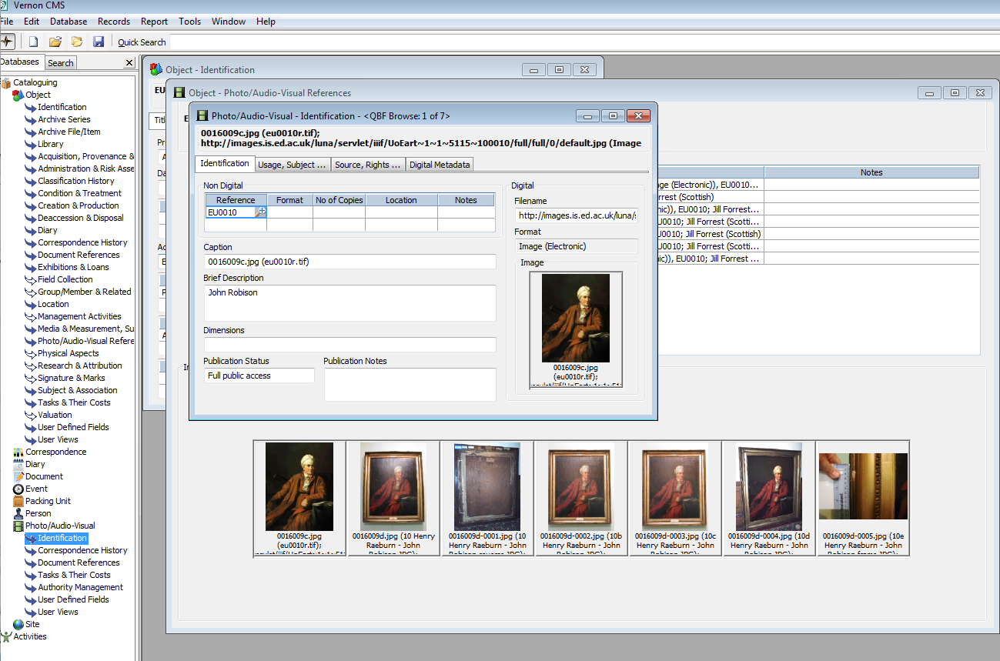 Vernon CMS
File Edit Database Records Report Tools Window Help
Quick Search
Databases Search
Cataloguing
Object
Identification
Archive Series
Archive File/Item
Library
Acquisition, Provenance &
Administration & Risk Asse
Classification History
Condition & Treatment
Creation & Production
Deaccession & Disposal
Diary
Correspondence History
Document References
Exhibitions & Loans
Field Collection
Group/Member & Related
Location
Management Activities
Media & Measurement, Su
Photo/Audio-Visual Refere
Physical Aspects
Research & Attribution
Signature & Marks
Subject & Association
Tasks & Their Costs
Valuation
User Defined Fields
User Views
Correspondence
Diary
Document
Event
Packing Unit
Person
Photo/Audio-Visual
Identification
Correspondence History
Document References
Tasks & Their Costs
Authority Management
User Defined Fields
User Views
Site
Activities
Object - Identification
EU
Titl
Object - Photo/Audio-Visual References
Photo/Audio-Visual - Identification - <QBF Browse: 1 of 7>
0016009c.jpg (eu0010r.tif);
http://images.is.ed.ac.uk/luna/servlet/iiif/UoEart~1~1~5115~100010/full/full/0/default.jpg (Image
Identification Usage, Subject ... Source, Rights ... Digital Metadata
Non Digital
Reference Format No of Copies Location Notes
EU0010
Caption
0016009c.jpg (eu0010r.tif)
Brief Description
John Robison
Dimensions
Publication Status Publication Notes
Full public access
Digital
Filename
http://images.is.ed.ac.uk/luna/s
Format
Image (Electronic)
Image
0016009c.jpg
(eu0010r.tif);
Notes
ge (Electronic)), EU0010...
rrest (Scottish)
ic)), EU0010; Jill Forrest...
U0010; Jill Forrest (Scotti...
U0010; Jill Forrest (Scottish)
U0010; Jill Forrest (Scotti...
ic)), EU0010; Jill Forrest ...
0016009c.jpg
(eu0010r.tif);
0016009d.jpg (10 Henry
Raeburn - John
Robison JPG);
0016009d-0001.jpg (10
Henry Raeburn - John
0016009d-0002.jpg (10b
Henry Raeburn - John
Robison JPG);
0016009d-0003.jpg (10c
Henry Raeburn - John
Robison JPG);
0016009d-0004.jpg (10d
Henry Raeburn - John
Robison JPG);
0016009d-0005.jpg (10e
Henry Raeburn - John